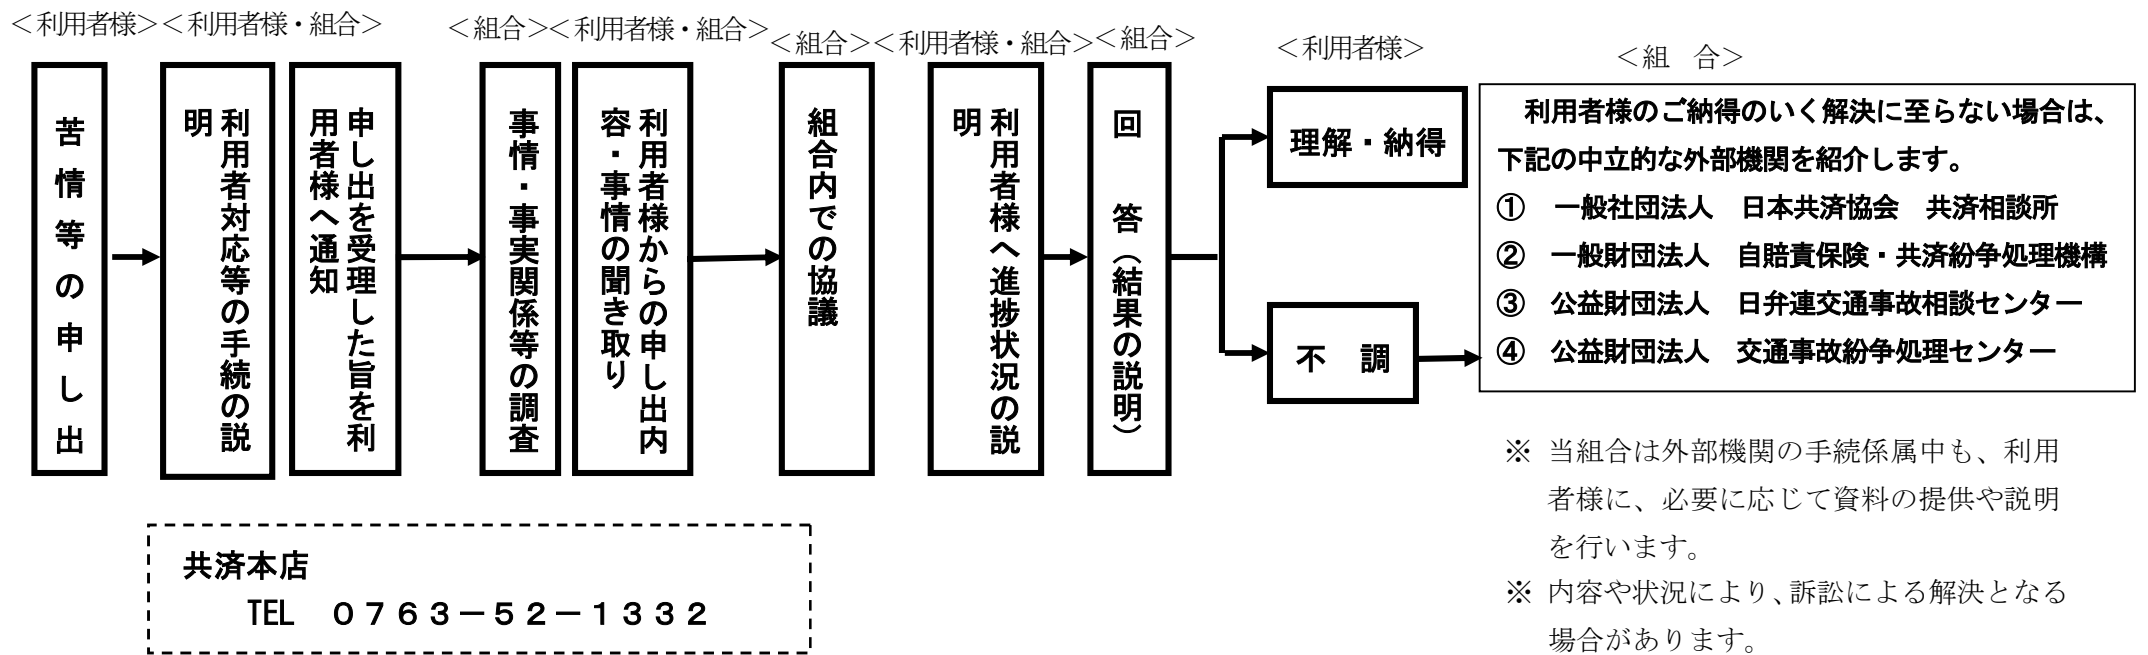 ＜利用者様＞＜利用者様・組合＞
＜組合＞＜利用者様・組合＞
＜組合＞＜利用者様・組合＞
＜組合＞
＜利用者様＞
＜組　合＞
苦情等の申し出
利用者対応等の手続の説
明
申し出を受理した旨を利
用者様へ通知
事情・事実関係等の調査
利用者様からの申し出内
容・事情の聞き取り
組合内での協議
利用者様へ進捗状況の説
明
回　答（結果の説明）
理解・納得
不　調
利用者様のご納得のいく解決に至らない場合は、
下記の中立的な外部機関を紹介します。
①　一般社団法人　日本共済協会　共済相談所
②　一般財団法人　自賠責保険・共済紛争処理機構
③　公益財団法人　日弁連交通事故相談センター
④　公益財団法人　交通事故紛争処理センター
※ 当組合は外部機関の手続係属中も、利用
者様に、必要に応じて資料の提供や説明
を行います。
※ 内容や状況により、訴訟による解決となる
場合があります。
共済本店
TEL　０７６３－５２－１３３２